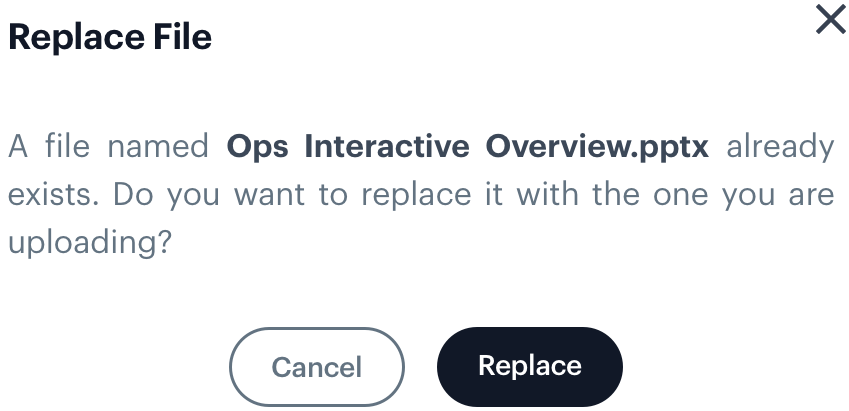 Replace File
A file named Ops Interactive Overview.pptx already
exists. Do you want to replace it with the one you are
uploading?
Cancel
Replace